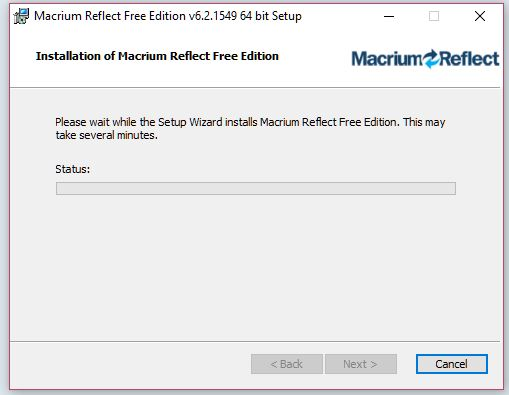 Macrium Reflect Free Edition v6.2.1549 64 bit Setup
Installation of Macrium Reflect Free Edition
Macrium Reflect
Please wait while the Setup Wizard installs Macrium Reflect Free Edition. This may
take several minutes.
Status:
< Back
Next >
Cancel